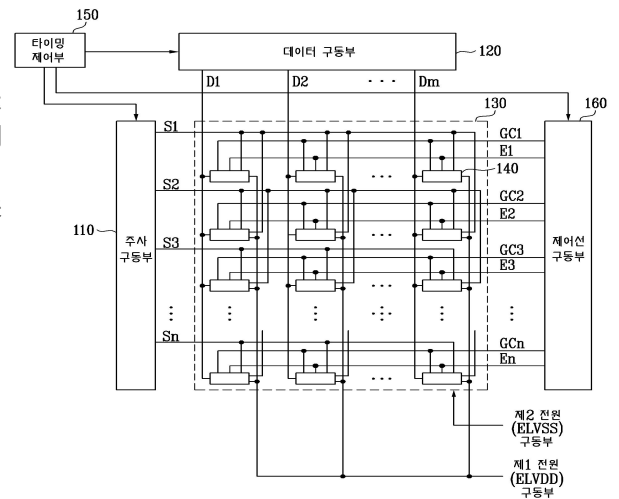 150
타이밍
제어부
데이터 구동부
120
D1 D2 ... Dm
130
160
S1
GC1
E1
140
S2
GC2
E2
110
주사
구동부
제어선
구동부
S3
GC3
E3
Sn
GCn
En
제2 전원
(ELVSS)
구동부
제1 전원
(ELVDD)
구동부